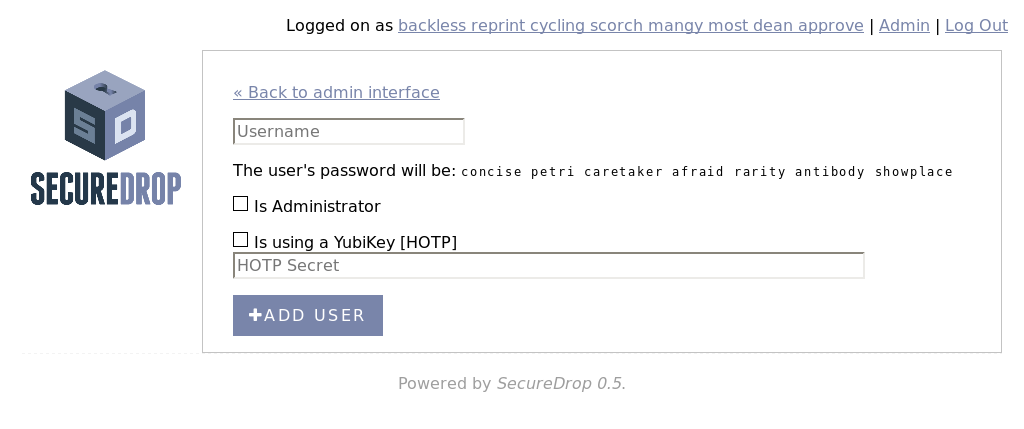 Logged on as backless reprint cycling scorch mangy most dean approve | Admin | Log Out
SD
SECUREDROP
« Back to admin interface
Username
The user's password will be: concise petri caretaker afraid rarity antibody showplace
Is Administrator
Is using a YubiKey [HOTP]
HOTP Secret
+ADD USER
Powered by SecureDrop 0.5.